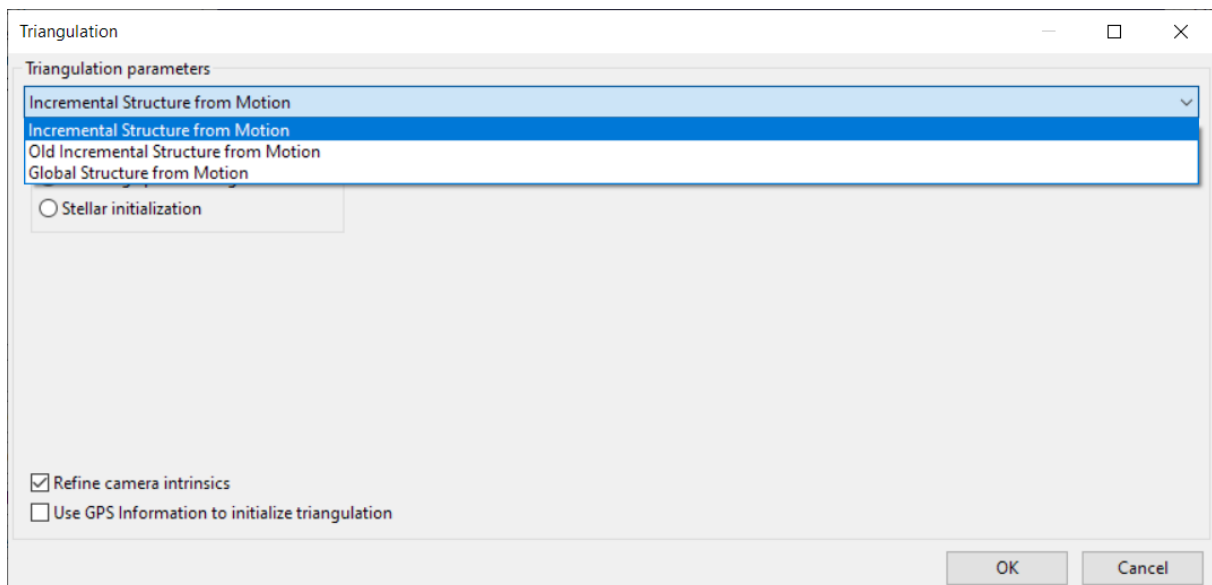 Triangulation
Triangulation parameters
Incremental Structure from Motion
Incremental Structure from Motion
Old Incremental Structure from Motion
Global Structure from Motion
Stellar initialization
Refine camera intrinsics
Use GPS Information to initialize triangulation
OK
Cancel